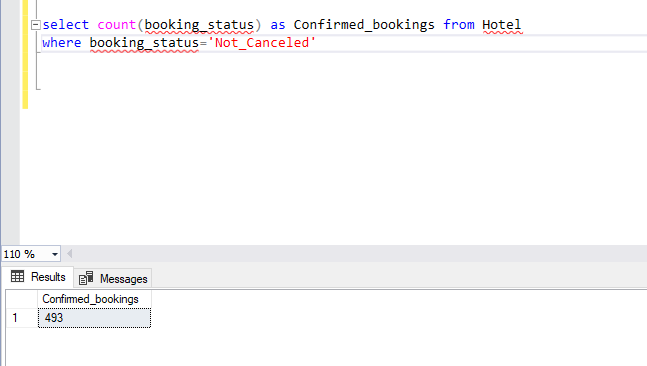 select count(booking_status) as Confirmed_bookings from Hotel
where booking_status='Not_Canceled'
110 %
Results Messages
Confirmed_bookings
1 493